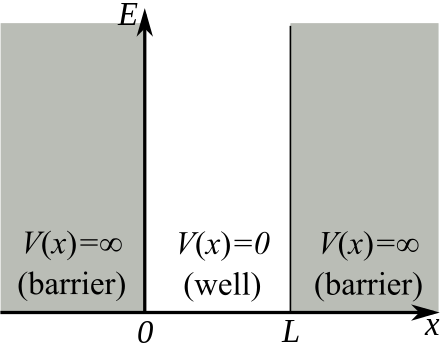 E
V(x)=∞ V(x)=0 V(x)=∞
(barrier) (well) (barrier)
0 L x